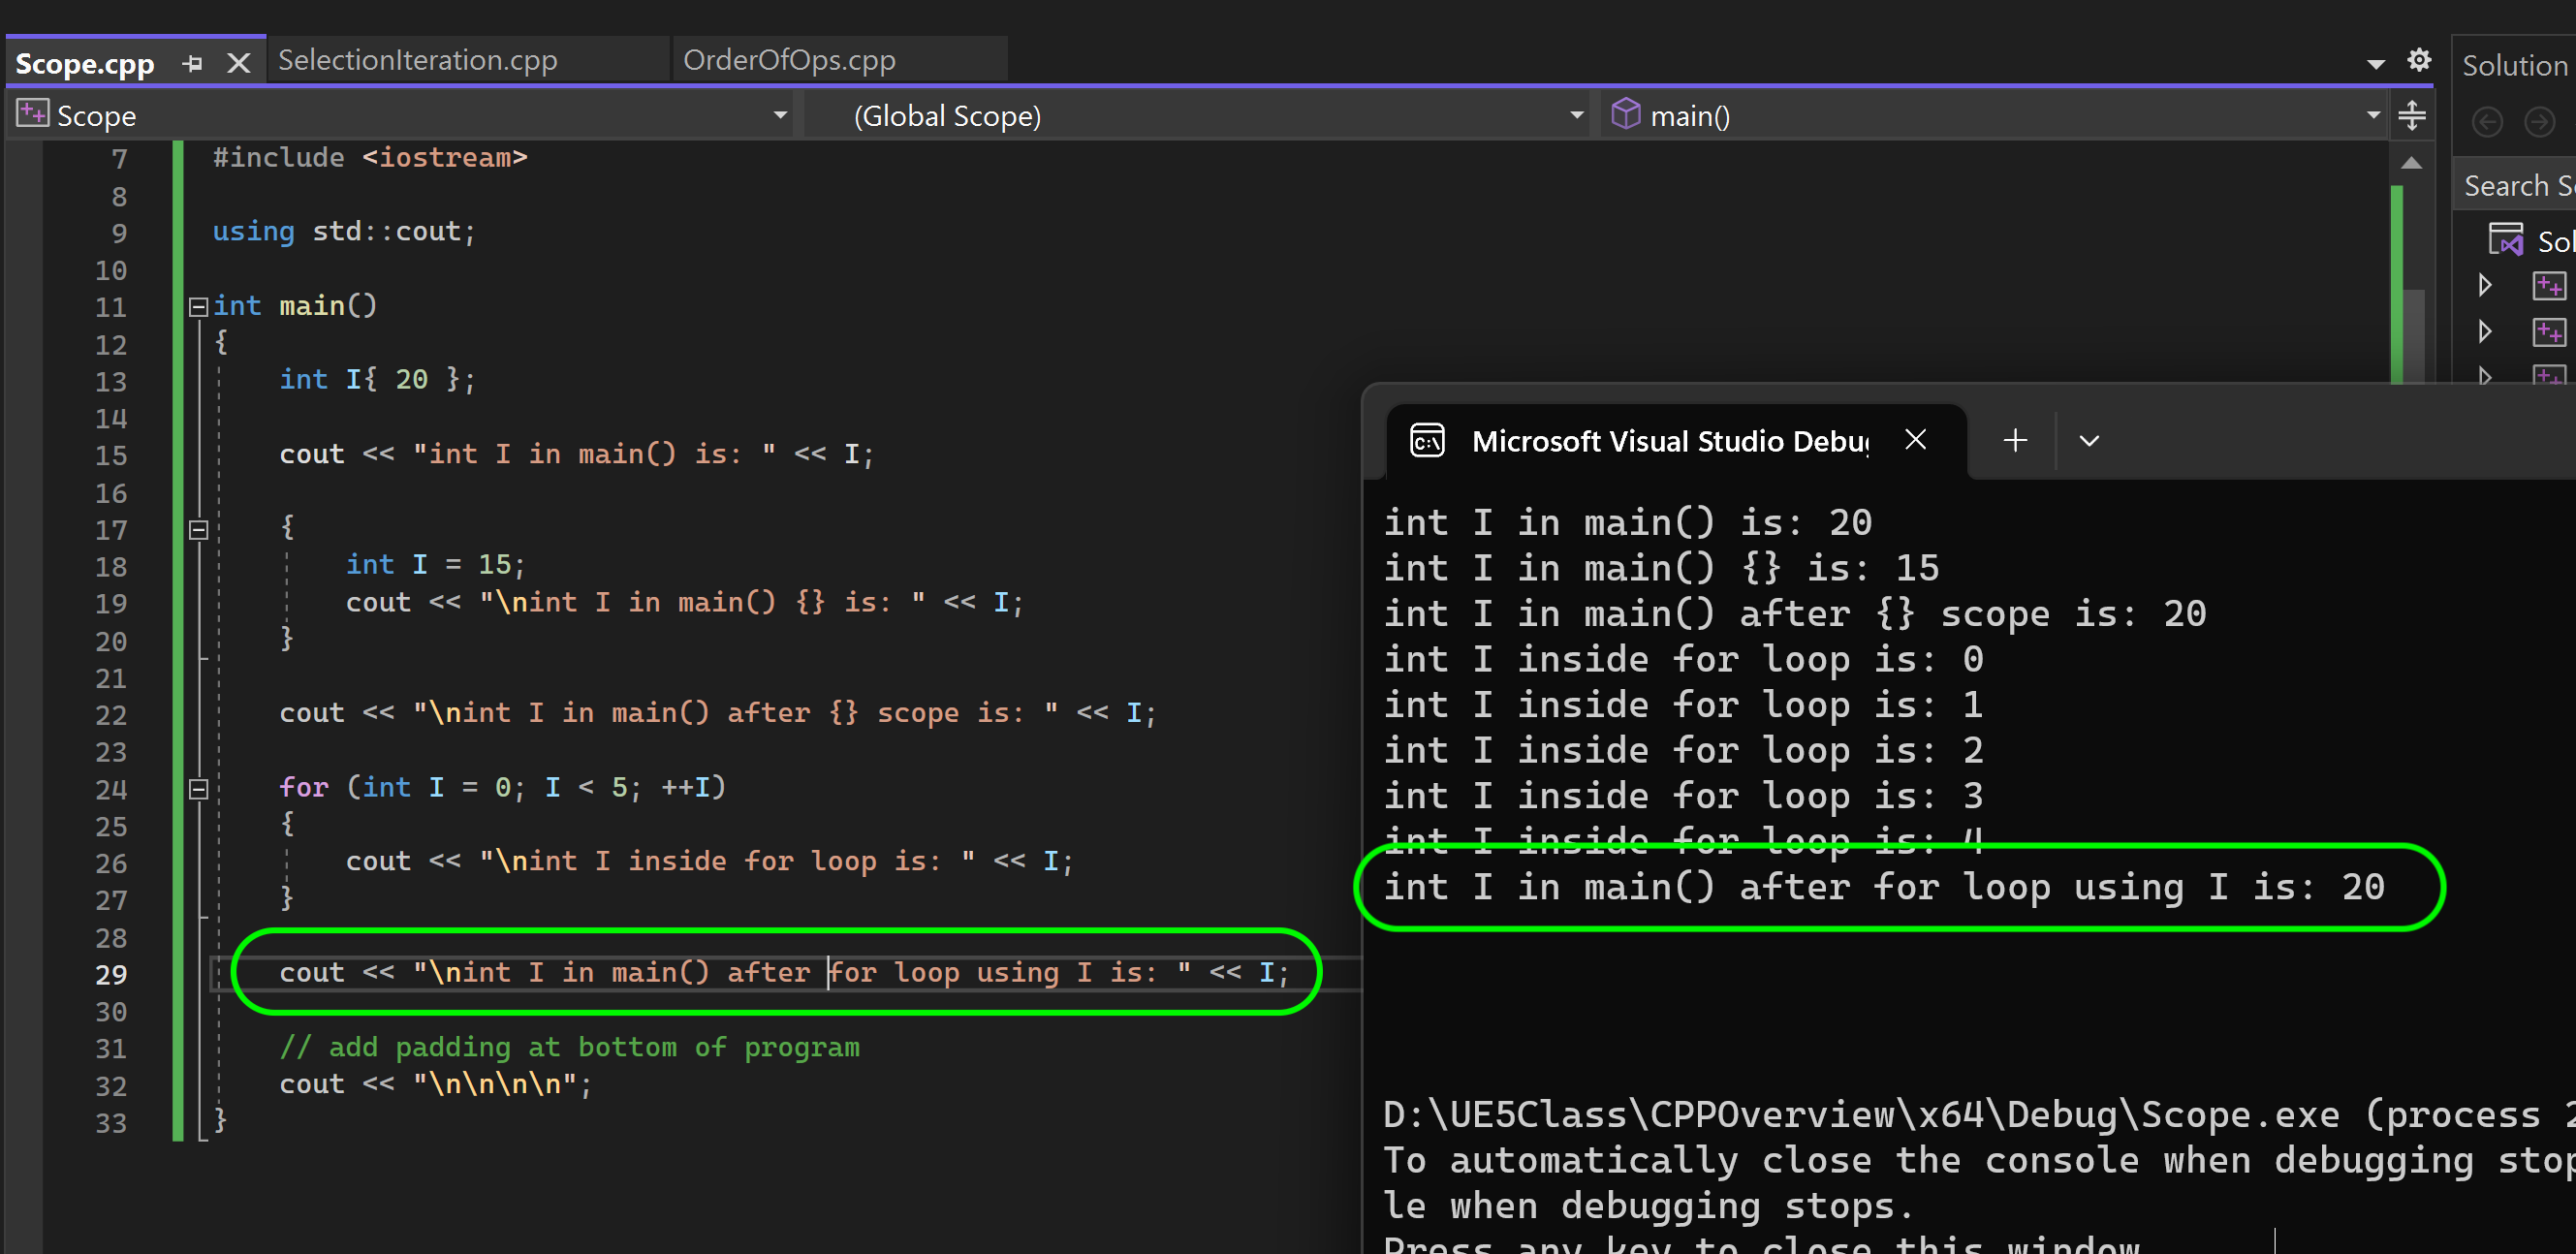 Scope.cpp
SelectionIteration.cpp
OrderOfOps.cpp
Solution
Scope
(Global Scope)
main()
Search S
Sol
7 #include <iostream>
8
9 using std::cout;
10
11 int main()
12 {
13 int I{ 20 };
14
15 cout << "int I in main() is: " << I;
16
17 {
18 int I = 15;
19 cout << "\nint I in main() {} is: " << I;
20 }
21
22 cout << "\nint I in main() after {} scope is: " << I;
23
24 for (int I = 0; I < 5; ++I)
25 {
26 cout << "\nint I inside for loop is: " << I;
27 }
28
29 cout << "\nint I in main() after for loop using I is: " << I;
30
31 // add padding at bottom of program
32 cout << "\n\n\n\n";
33 }
C:\
Microsoft Visual Studio Debu
int I in main() is: 20
int I in main() {} is: 15
int I in main() after {} scope is: 20
int I inside for loop is: 0
int I inside for loop is: 1
int I inside for loop is: 2
int I inside for loop is: 3
int I inside for loop is: 4
int I in main() after for loop using I is: 20
D:\UE5Class\CPPOverview\x64\Debug\Scope.exe (process 2
To automatically close the console when debugging stop
le when debugging stops.
Press any key to close this window